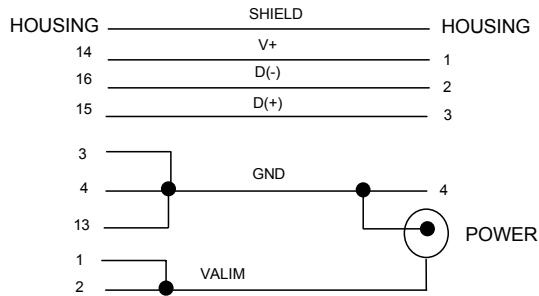 SHIELD
HOUSING HOUSING
14 V+ 1
16 D(-) 2
15 D(+) 3
3
4 GND 4
13 POWER
1
2 VALIM